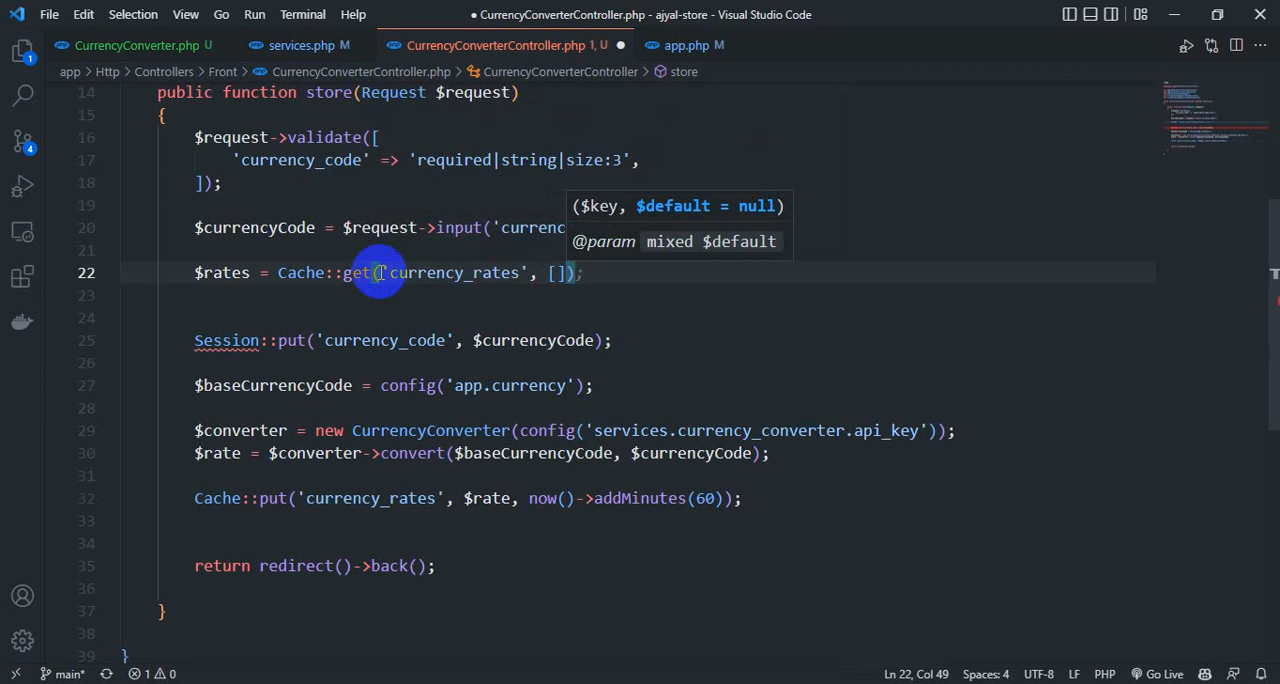 File Edit Selection View Go Run Terminal Help
● CurrencyConverterController.php - ajyal-store - Visual Studio Code
CurrencyConverter.php U
services.php M
CurrencyConverterController.php 1, U ●
app.php M
app > Http > Controllers > Front > CurrencyConverterController.php > CurrencyConverterController > store
14 public function store(Request $request)
15 {
16 $request->validate([
17 'currency_code' => 'required|string|size:3',
18 ]);
19
20 $currencyCode = $request->input('currenc
($key, $default = null)
@param mixed $default
21
22 $rates = Cache::get('currency_rates', []);
23
24
25 Session::put('currency_code', $currencyCode);
26
27 $baseCurrencyCode = config('app.currency');
28
29 $converter = new CurrencyConverter(config('services.currency_converter.api_key'));
30 $rate = $converter->convert($baseCurrencyCode, $currencyCode);
31
32 Cache::put('currency_rates', $rate, now()->addMinutes(60));
33
34
35 return redirect()->back();
36
37 }
38
39 }
1
4
main* 1 0 Ln 22, Col 49 Spaces: 4 UTF-8 LF PHP Go Live